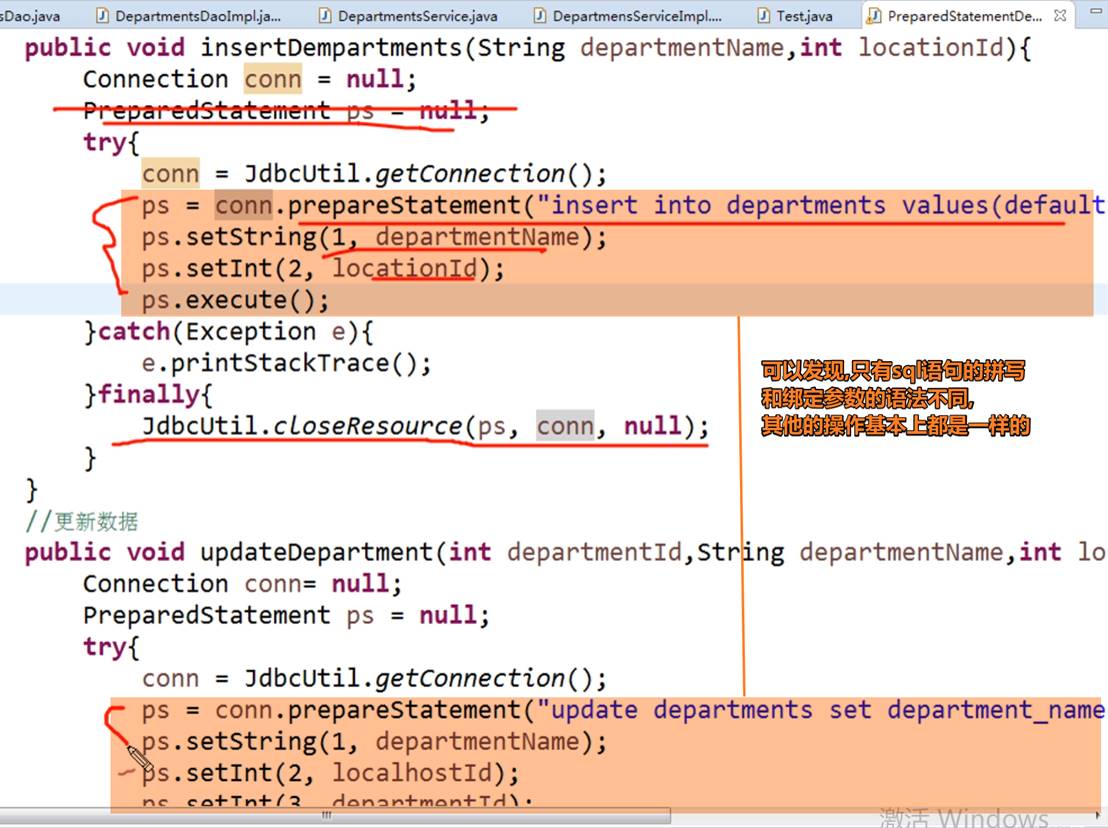 sDao.java DepartmentsDaoImpl.ja... DepartmentsService.java DepartmensServiceImpl.... Test.java PreparedStatementDe...
public void insertDempartments(String departmentName,int locationId){
Connection conn = null;
PreparedStatement ps = null;
try{
conn = JdbcUtil.getConnection();
ps = conn.prepareStatement("insert into departments values(default
ps.setString(1, departmentName);
ps.setInt(2, locationId);
ps.execute();
}catch(Exception e){
e.printStackTrace();
}finally{
JdbcUtil.closeResource(ps, conn, null);
}
}
可以发现,只有sql语句的拼写
和绑定参数的语法不同,
其他的操作基本上都是一样的
//更新数据
public void updateDepartment(int departmentId,String departmentName,int lo
Connection conn= null;
PreparedStatement ps = null;
try{
conn = JdbcUtil.getConnection();
ps = conn.prepareStatement("update departments set department_name
ps.setString(1, departmentName);
ps.setInt(2, localhostId);
ps.setInt(3, departmentId);
激活 Windows